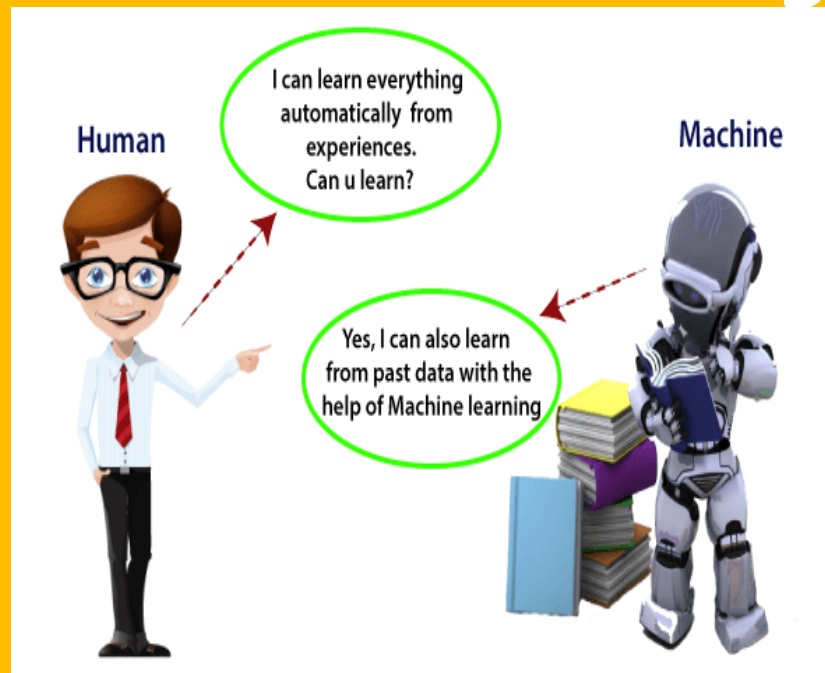 Human
I can learn everything
automatically from
experiences.
Can u learn?
Machine
Yes, I can also learn
from past data with the
help of Machine learning